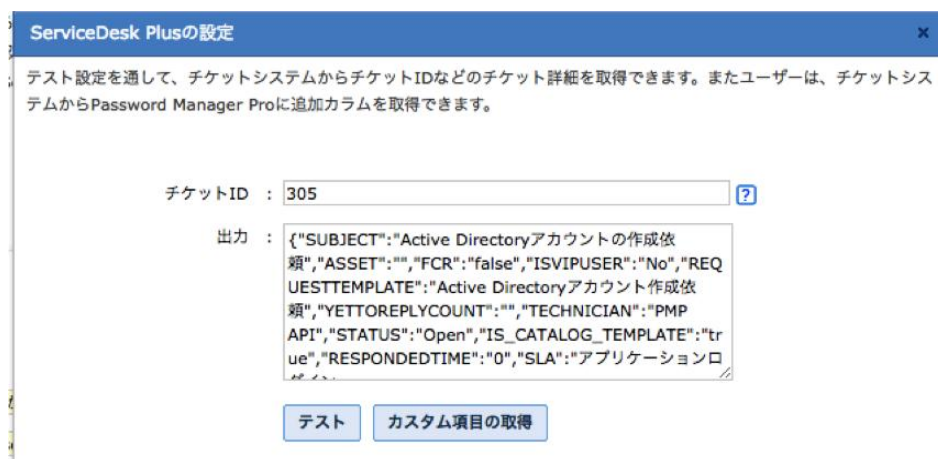 ServiceDesk Plusの設定
×
テスト設定を通して、チケットシステムからチケットIDなどのチケット詳細を取得できます。またユーザーは、チケットシス
テムからPassword Manager Proに追加カラムを取得できます。
チケットID : 305 ?
出力 : {"SUBJECT":"Active Directoryアカウントの作成依
頼","ASSET":"","FCR":"false","ISVIPUSER":"No","REQ
UESTTEMPLATE":"Active Directoryアカウント作成依
頼","YETTOREPLYCOUNT":"","TECHNICIAN":"PMP
API","STATUS":"Open","IS_CATALOG_TEMPLATE":"tr
ue","RESPONDEDTIME":"0","SLA":"アプリケーションロ
テスト カスタム項目の取得